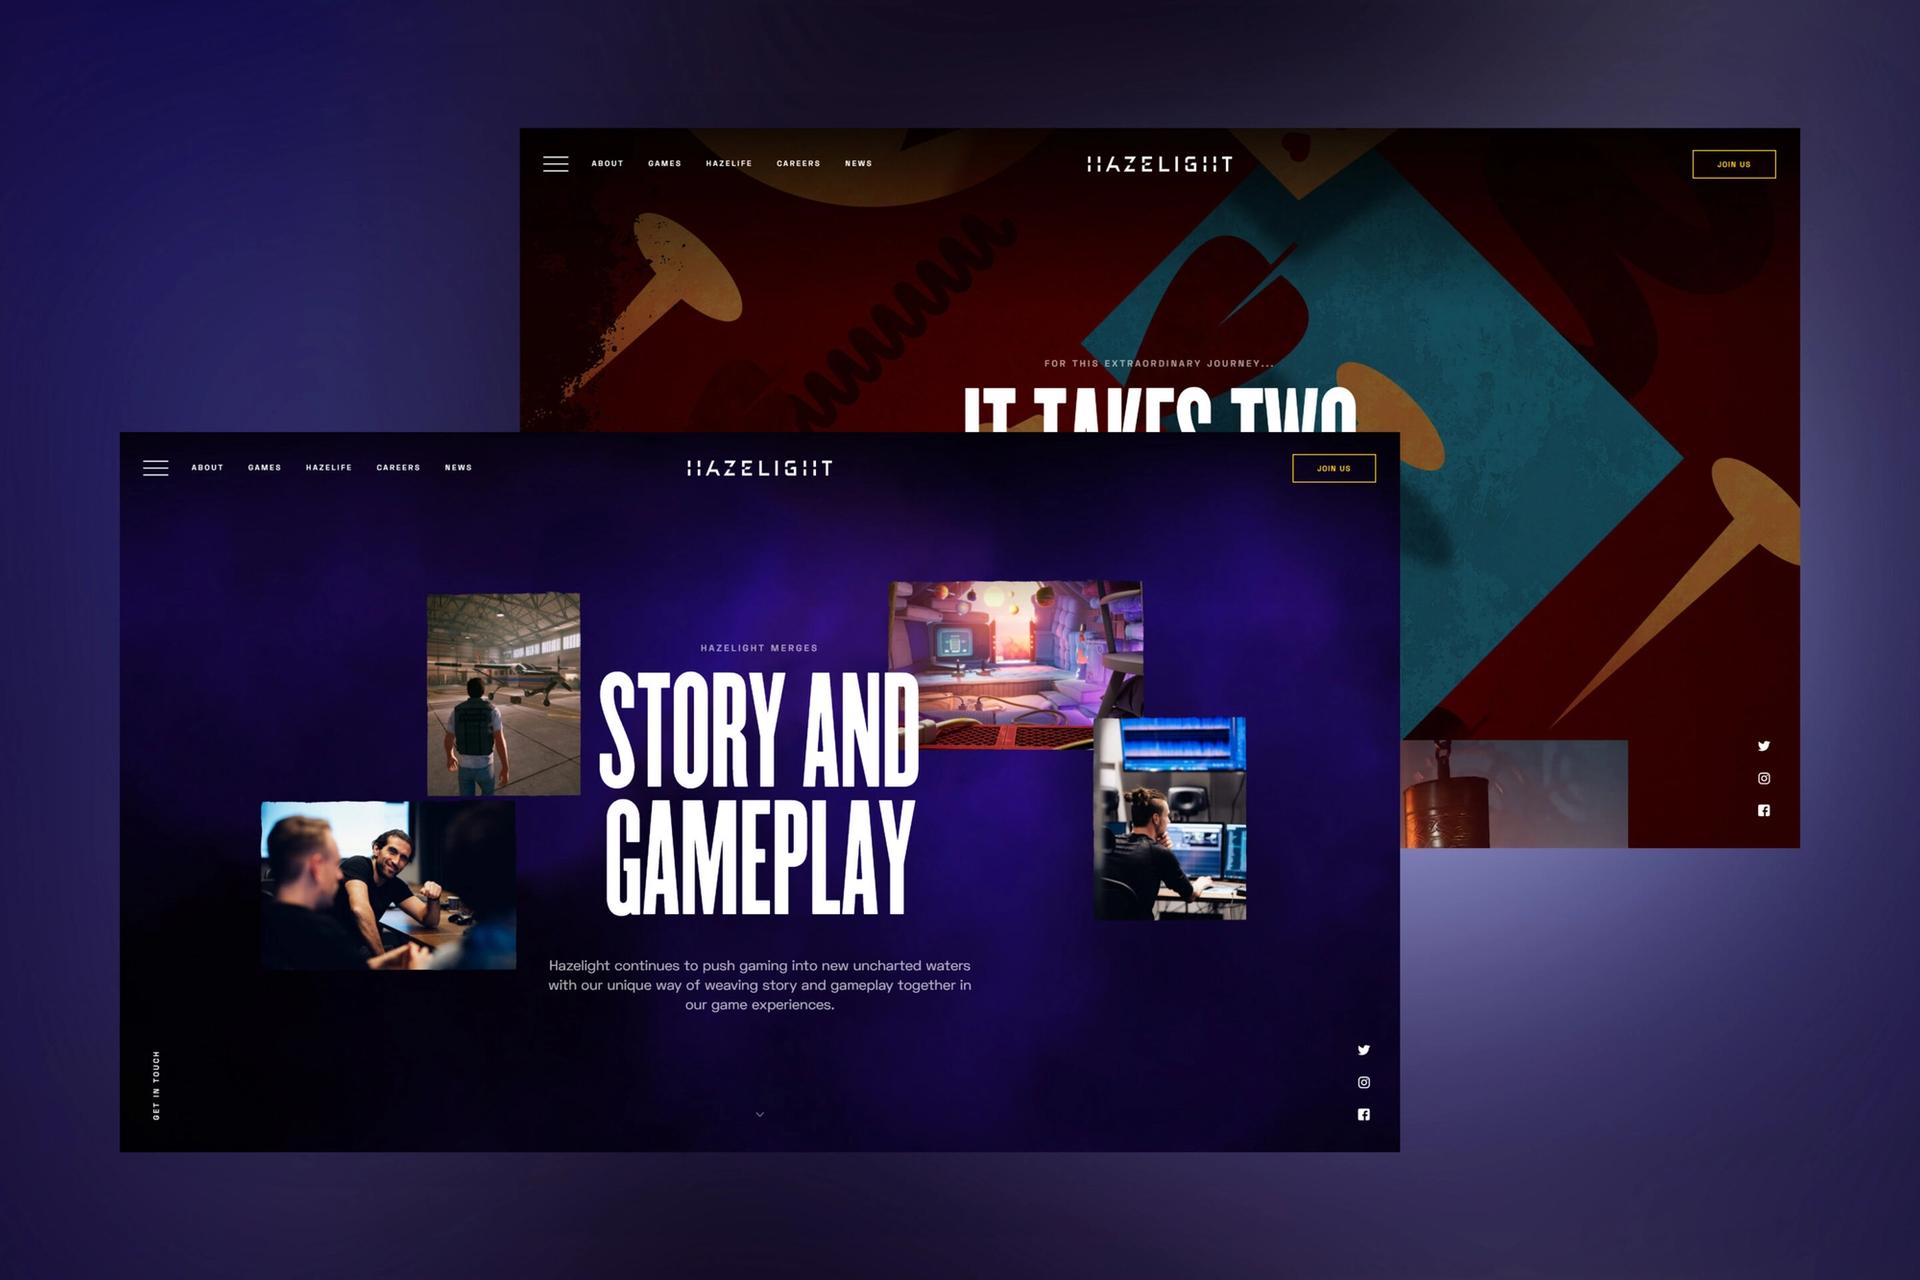 ABOUT GAMES HAZELIFE CAREERS NEWS
HAZELIGHT
JOIN US
FOR THIS EXTRAORDINARY JOURNEY...
IT TAKES TWO
ABOUT GAMES HAZELIFE CAREERS NEWS
HAZELIGHT
JOIN US
HAZELIGHT MERGES
STORY AND
GAMEPLAY
Hazelight continues to push gaming into new uncharted waters
with our unique way of weaving story and gameplay together in
our game experiences.
GET IN TOUCH